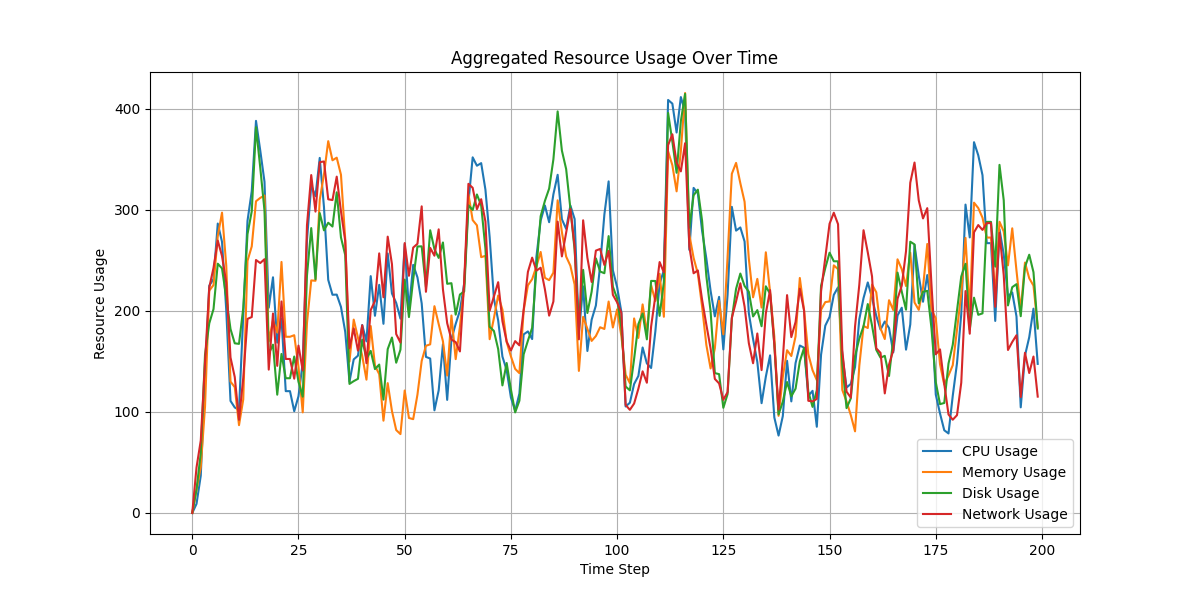 Aggregated Resource Usage Over Time
Resource Usage
400
300
200
100
0
0 25 50 75 100 125 150 175 200
Time Step
CPU Usage
Memory Usage
Disk Usage
Network Usage